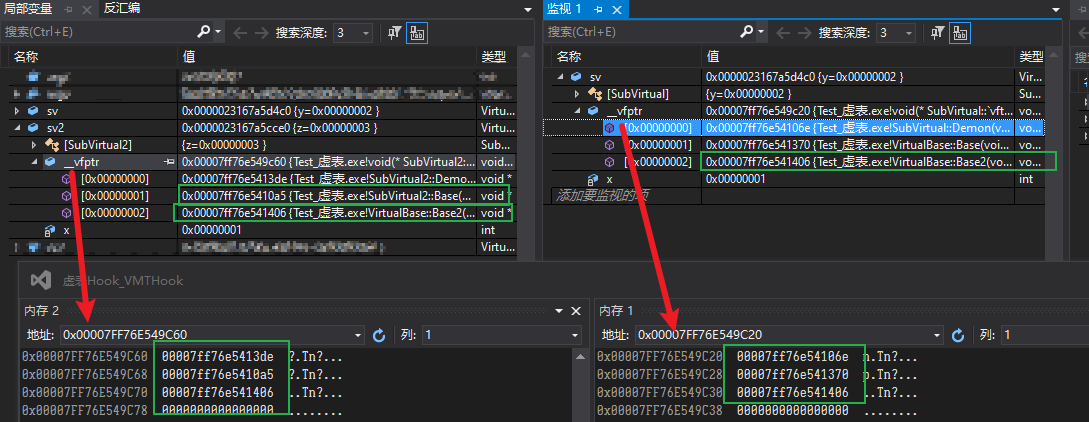 局部变量
反汇编
搜索(Ctrl+E)
搜索深度: 3
名称
值
类型
sv
0x0000023167a5d4c0 {y=0x00000002 }
Virtu...
sv2
0x0000023167a5cce0 {z=0x00000003 }
Virtu...
[SubVirtual2]
{z=0x00000003 }
Sub...
__vfptr
0x00007ff76e549c60 {Test_虚表.exe!void(* SubVirtual2:...
void...
[0x00000000]
0x00007ff76e5413de {Test_虚表.exe!SubVirtual2::Demo...
void *
[0x00000001]
0x00007ff76e5410a5 {Test_虚表.exe!SubVirtual2::Base(...
void *
[0x00000002]
0x00007ff76e541406 {Test_虚表.exe!VirtualBase::Base2(...
void *
x
0x00000001
int
Virtu...
监视 1
搜索(Ctrl+E)
搜索深度: 3
名称
值
类型
sv
0x0000023167a5d4c0 {y=0x00000002 }
Vir...
[SubVirtual]
{y=0x00000002 }
Su...
__vfptr
0x00007ff76e549c20 {Test_虚表.exe!void(* SubVirtual::`vft...
vo...
[0x00000000]
0x00007ff76e54106e {Test_虚表.exe!SubVirtual::Demon(v...
vo...
[0x00000001]
0x00007ff76e541370 {Test_虚表.exe!VirtualBase::Base(voi...
vo...
[0x00000002]
0x00007ff76e541406 {Test_虚表.exe!VirtualBase::Base2(vo...
vo...
x
0x00000001
int
添加要监视的项
虚表Hook_VMTHook
内存 2
地址: 0x00007FF76E549C60
列: 1
0x00007FF76E549C60 00007ff76e5413de ?.Tn?...
0x00007FF76E549C68 00007ff76e5410a5 ?.Tn?...
0x00007FF76E549C70 00007ff76e541406 ..Tn?...
0x00007FF76E549C78 0000000000000000 ........
内存 1
地址: 0x00007FF76E549C20
列: 1
0x00007FF76E549C20 00007ff76e54106e n.Tn?...
0x00007FF76E549C28 00007ff76e541370 p.Tn?...
0x00007FF76E549C30 00007ff76e541406 ..Tn?...
0x00007FF76E549C38 0000000000000000 ........